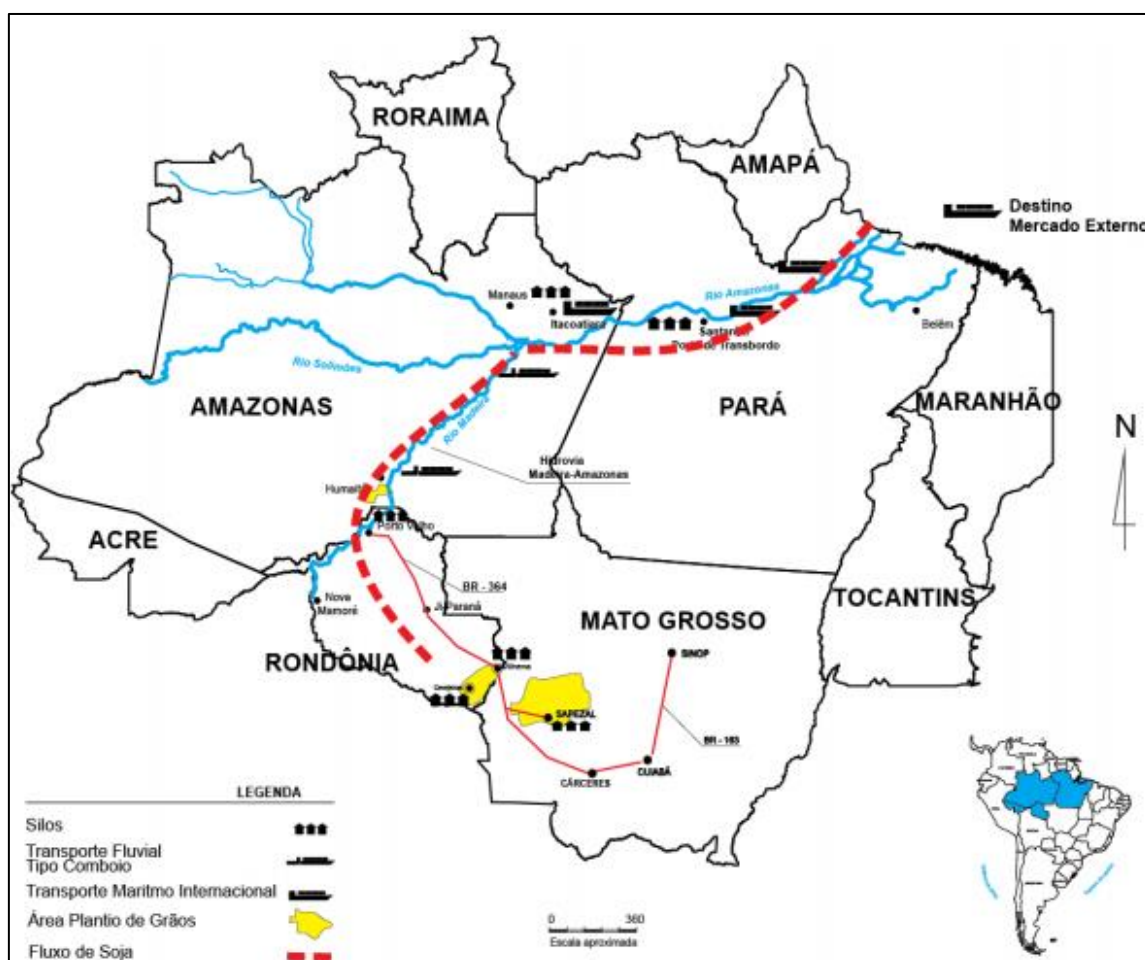 RORAIMA
AMAPÁ
Destino
Mercado Externo
Manaus
Itacoatiara
Rio Amazonas
Santarém
Porto de Transbordo
Belém
Rio Solimões
AMAZONAS
PARÁ
MARANHÃO
N
Rio Madeira
Hidrovia
Madeira-Amazonas
Humaitá
Porto Velho
ACRE
BR - 364
Nova
Mamoré
Ji-Paraná
TOCANTINS
MATO GROSSO
RONDÔNIA
SINOP
Vilhena
SAPEZAL
BR - 163
CUIABÁ
CÁRCERES
LEGENDA
Silos
Transporte Fluvial
Tipo Comboio
Transporte Maritmo Internacional
Área Plantio de Grãos
Fluxo de Soja
0 360
Escala aproximada